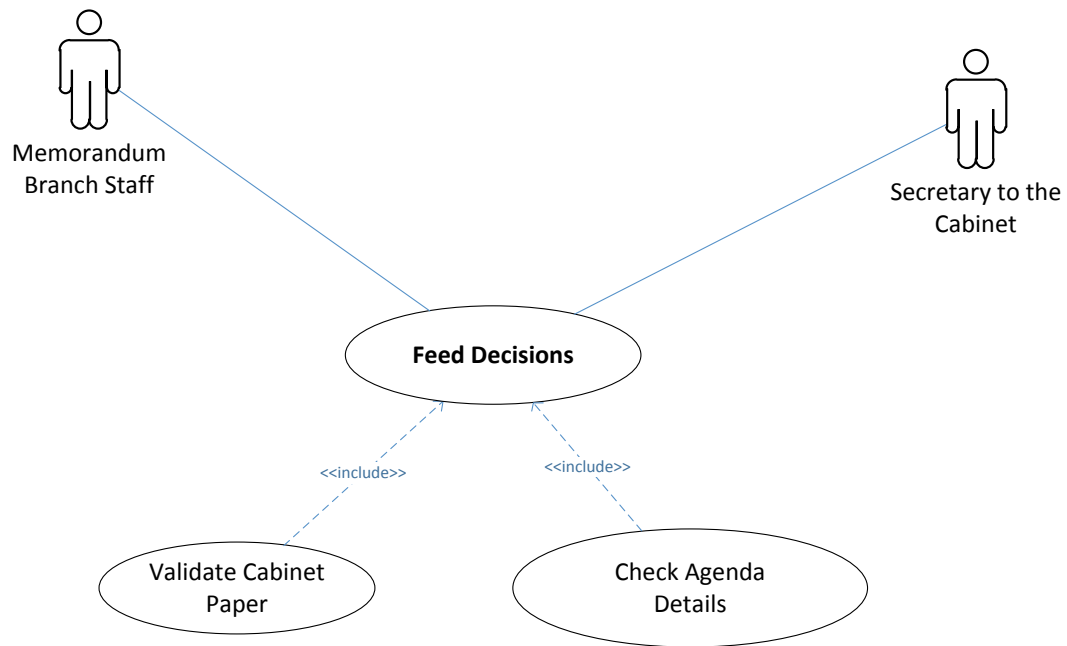 Memorandum
Branch Staff
Secretary to the
Cabinet
Feed Decisions
<<include>>
<<include>>
Validate Cabinet
Paper
Check Agenda
Details